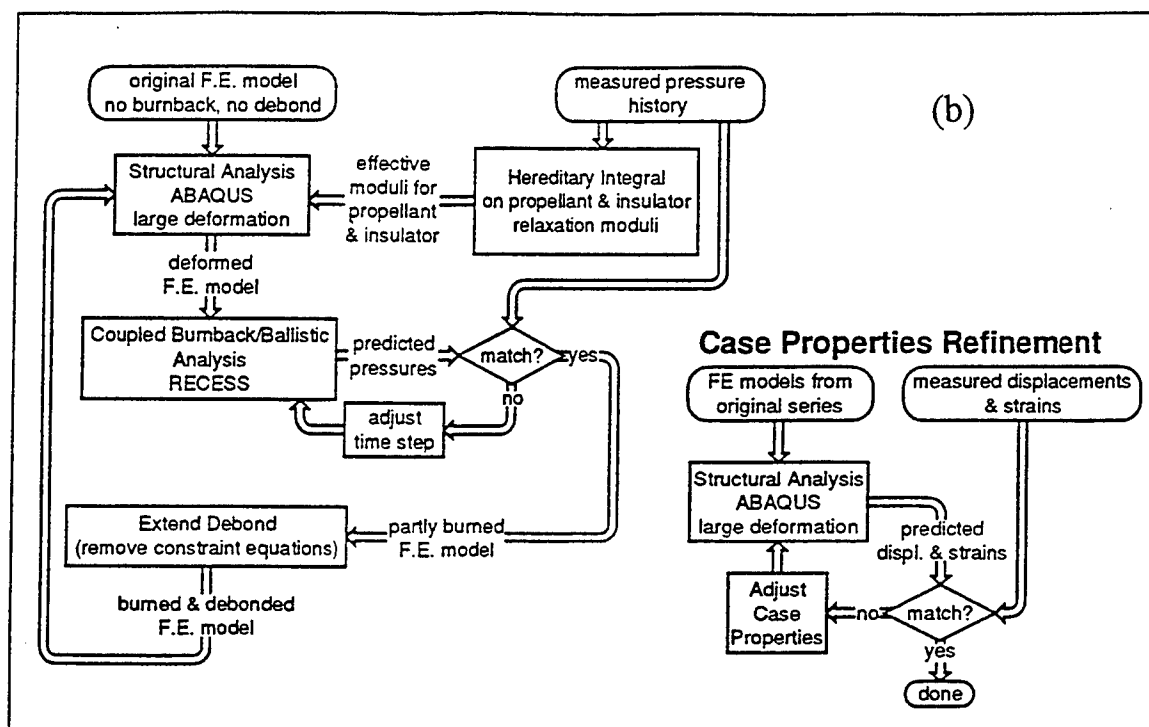 original F.E. model
no burnback, no debond
measured pressure
history
(b)
Structural Analysis
ABAQUS
large deformation
effective
moduli for
propellant
& insulator
Hereditary Integral
on propellant & insulator
relaxation moduli
deformed
F.E. model
Coupled Burnback/Ballistic
Analysis
RECESS
predicted
pressures
match?
yes
no
adjust
time step
Extend Debond
(remove constraint equations)
partly burned
F.E. model
burned & debonded
F.E. model
Case Properties Refinement
FE models from
original series
measured displacements
& strains
Structural Analysis
ABAQUS
large deformation
predicted
displ. & strains
Adjust
Case
Properties
no
match?
yes
done